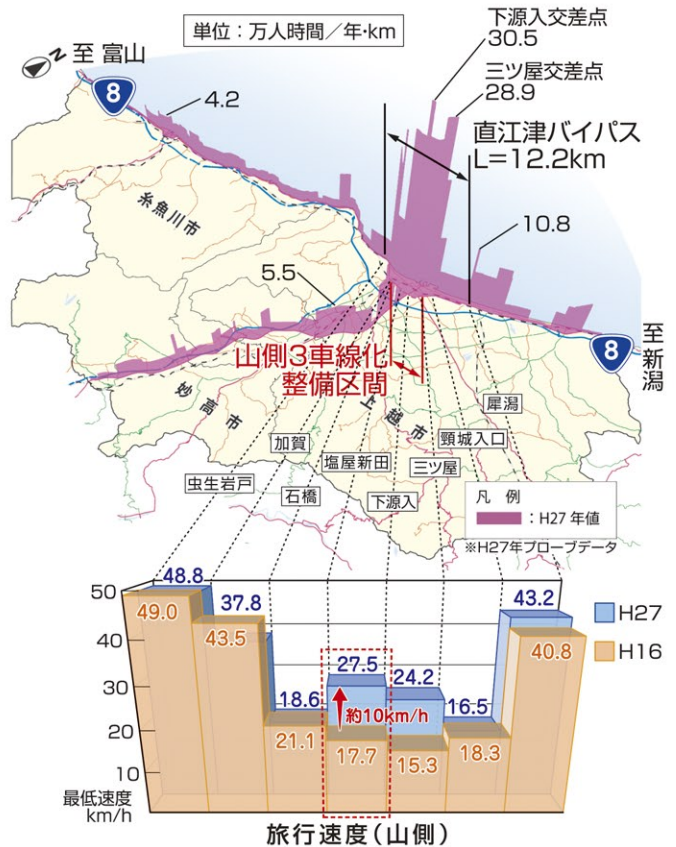 単位：万人時間／年・km
下源入交差点
30.5
三ツ屋交差点
28.9
N 至 富山
8
4.2
直江津バイパス
L=12.2km
10.8
糸魚川市
5.5
至新潟
8
山側3車線化
整備区間
妙高市
上越市
犀潟
加賀
頸城入口
塩屋新田
三ツ屋
虫生岩戸
石橋
下源入
凡 例
：H27年値
※H27年プローブデータ
50
40
30
20
10
最低速度
km/h
48.8
37.8
18.6
27.5
24.2
16.5
43.2
49.0
43.5
21.1
17.7
15.3
18.3
40.8
約10km/h
H27
H16
旅行速度（山側）